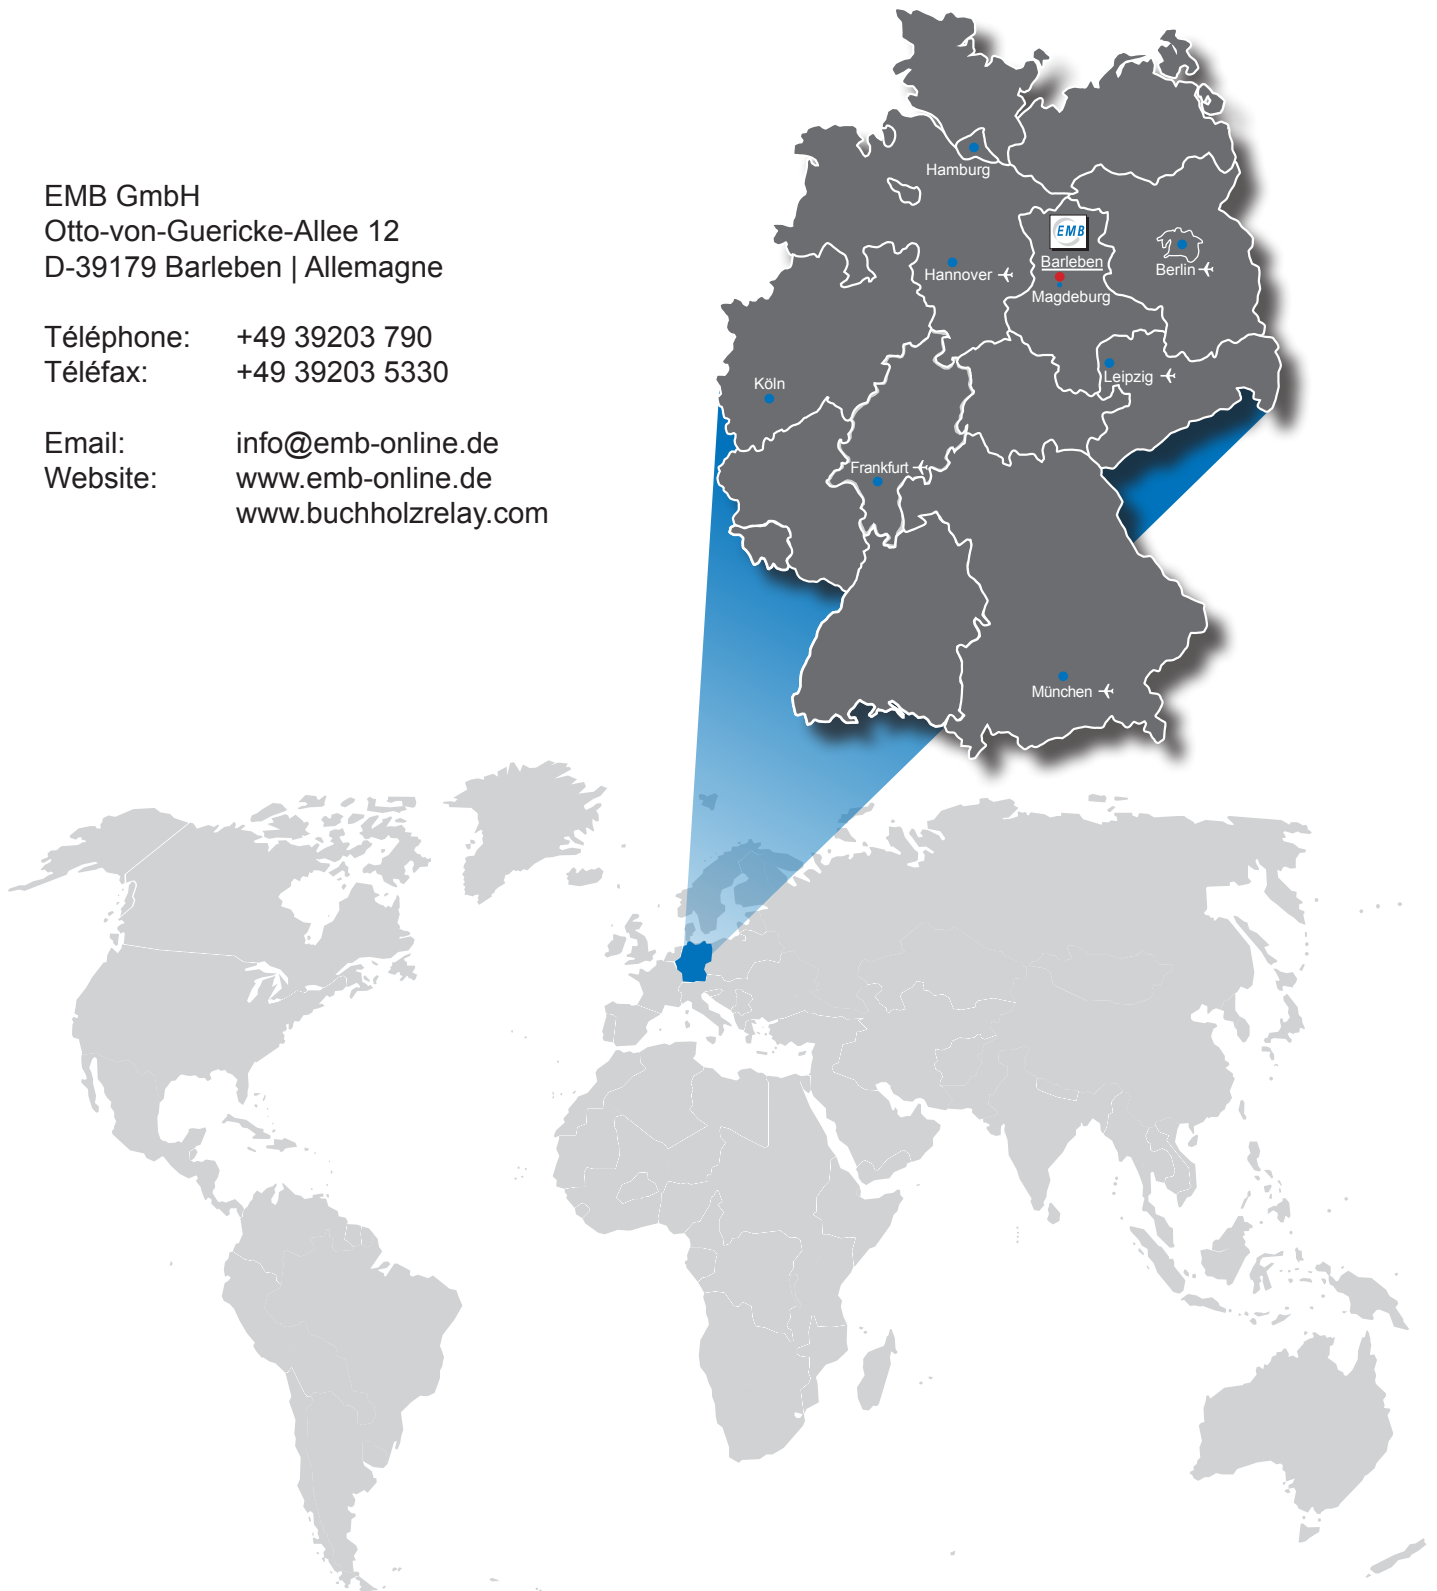 EMB GmbH
Otto-von-Guericke-Allee 12
D-39179 Barleben | Allemagne
Téléphone: +49 39203 790
Téléfax: +49 39203 5330
Email: info@emb-online.de
Website: www.emb-online.de
www.buchholzrelay.com
Hamburg
EMB
Barleben
Magdeburg
Hannover
Berlin
Leipzig
Köln
Frankfurt
München